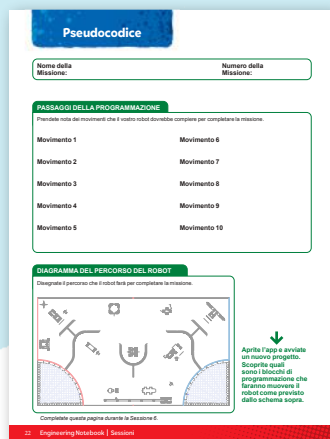 Pseudocodice
Nome della
Missione:
Numero della
Missione:
PASSAGGI DELLA PROGRAMMAZIONE
Prendete nota dei movimenti che il vostro robot dovrebbe compiere per completare la missione.
Movimento 1
Movimento 2
Movimento 3
Movimento 4
Movimento 5
Movimento 6
Movimento 7
Movimento 8
Movimento 9
Movimento 10
DIAGRAMMA DEL PERCORSO DEL ROBOT
Disegnate il percorso che il robot farà per completare la missione.
Aprite l'app e avviate
un nuovo progetto.
Scoprite quali
sono i blocchi di
programmazione che
faranno muovere il
robot come previsto
dallo schema sopra.
Completate questa pagina durante la Sessione 6.
22 Engineering Notebook | Sessioni